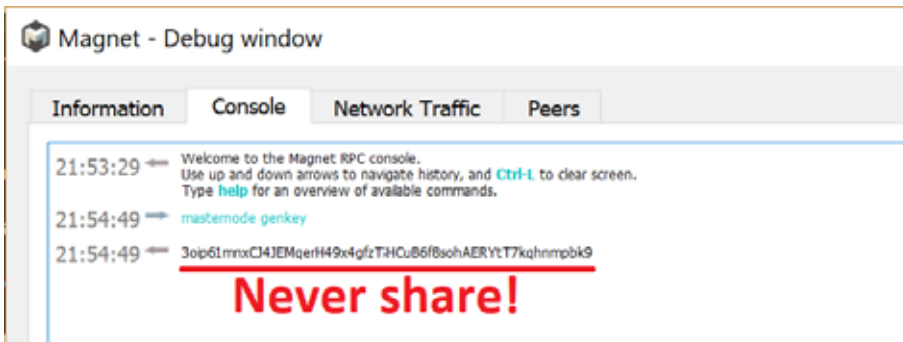 Magnet - Debug window
Information Console Network Traffic Peers
21:53:29 Welcome to the Magnet RPC console.
Use up and down arrows to navigate history, and Ctrl-L to clear screen.
Type help for an overview of available commands.
21:54:49 masternode genkey
21:54:49
Never share!